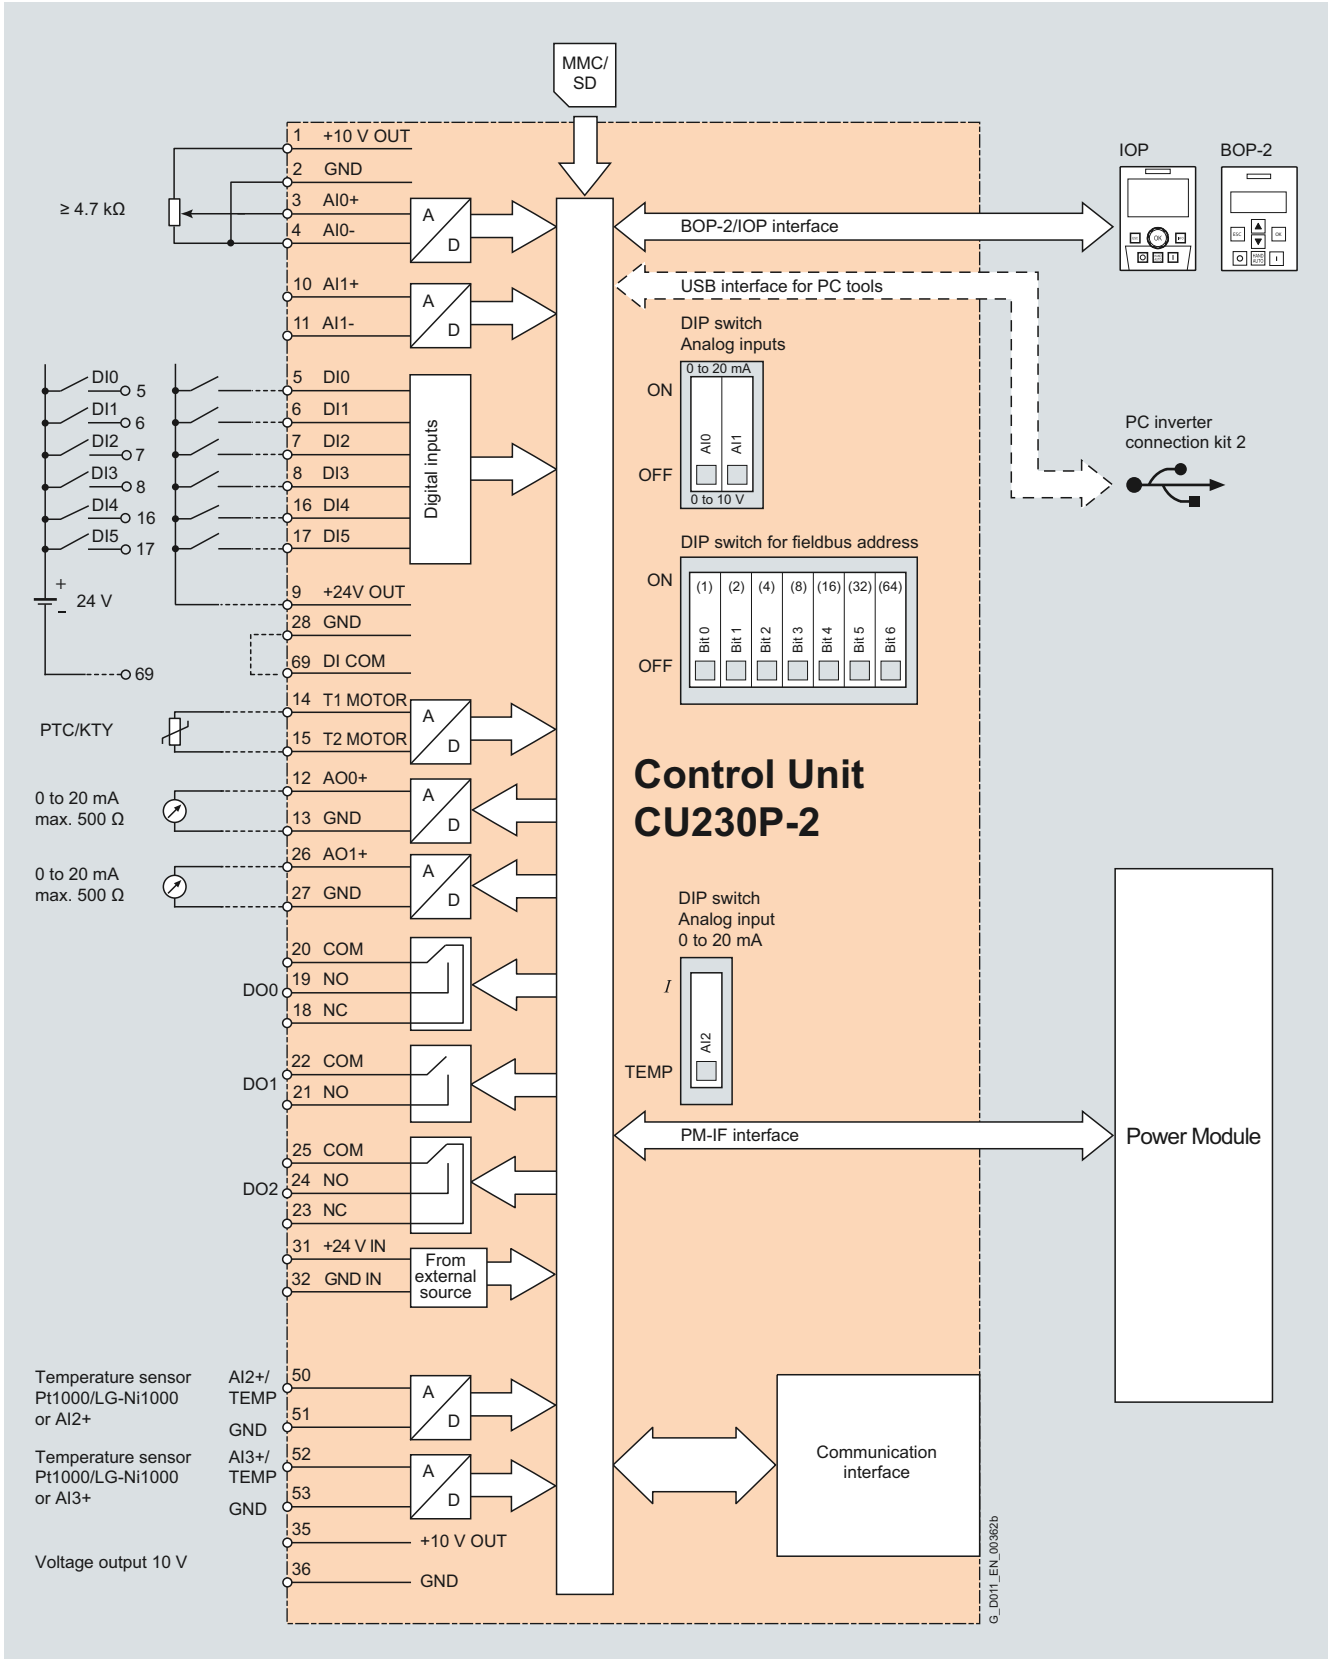 MMC/
SD
1 +10 V OUT
2 GND
3 AI0+
4 AI0-
≥ 4.7 kΩ
A
D
10 AI1+
11 AI1-
A
D
IOP
BOP-2
OK
ESC
OK
HAND
AUTO
BOP-2/IOP interface
USB interface for PC tools
DIP switch
Analog inputs
0 to 20 mA
ON
AI0
AI1
OFF
0 to 10 V
PC inverter
connection kit 2
DI0 5
DI1 6
DI2 7
DI3 8
DI4 16
DI5 17
+
-
24 V
69
5 DI0
6 DI1
7 DI2
8 DI3
16 DI4
17 DI5
Digital inputs
9 +24V OUT
28 GND
69 DI COM
DIP switch for fieldbus address
ON
(1) (2) (4) (8) (16) (32) (64)
Bit 0 Bit 1 Bit 2 Bit 3 Bit 4 Bit 5 Bit 6
OFF
PTC/KTY
14 T1 MOTOR
15 T2 MOTOR
A
D
Control Unit
CU230P-2
0 to 20 mA
max. 500 Ω
12 AO0+
13 GND
A
D
0 to 20 mA
max. 500 Ω
26 AO1+
27 GND
A
D
DIP switch
Analog input
0 to 20 mA
I
AI2
TEMP
DO0
20 COM
19 NO
18 NC
DO1
22 COM
21 NO
DO2
25 COM
24 NO
23 NC
PM-IF interface
Power Module
31 +24 V IN
32 GND IN
From
external
source
Temperature sensor
Pt1000/LG-Ni1000
or AI2+
AI2+/
TEMP
GND
50
51
A
D
Temperature sensor
Pt1000/LG-Ni1000
or AI3+
AI3+/
TEMP
GND
52
53
A
D
Communication
interface
Voltage output 10 V
35 +10 V OUT
36 GND
G_D011_EN_00362b